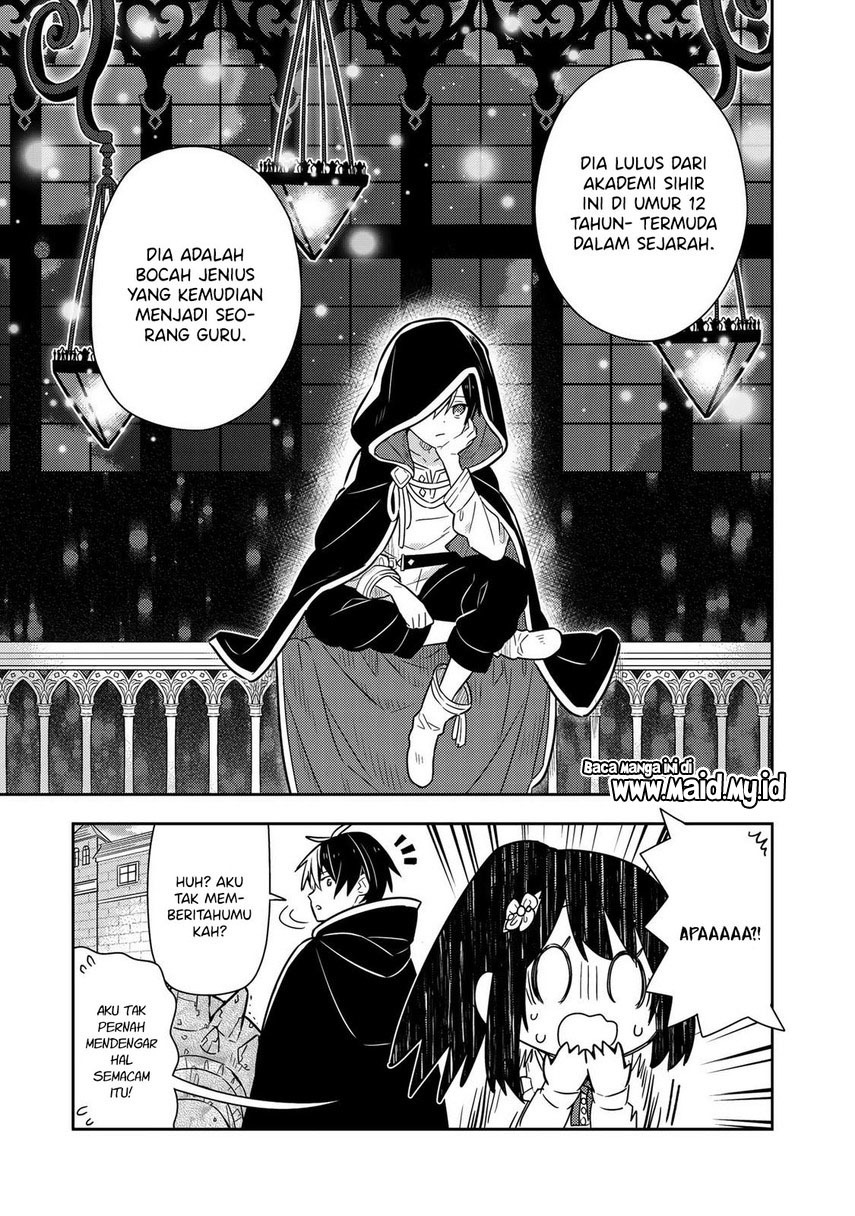 DIA LULUS DARI
AKADEMI SIHIR
INI DI UMUR 12
TAHUN- TERMUDA
DALAM SEJARAH.
DIA ADALAH
BOCAH JENIUS
YANG KEMUDIAN
MENJADI SEO-
RANG GURU.
Baca Manga ini di
www.Maid.My.id
APAAAAA?!
HUH? AKU
TAK MEM-
BERITAHUMU
KAH?
AKU TAK
PERNAH
MENDENGAR
HAL
SEMACAM
ITU!